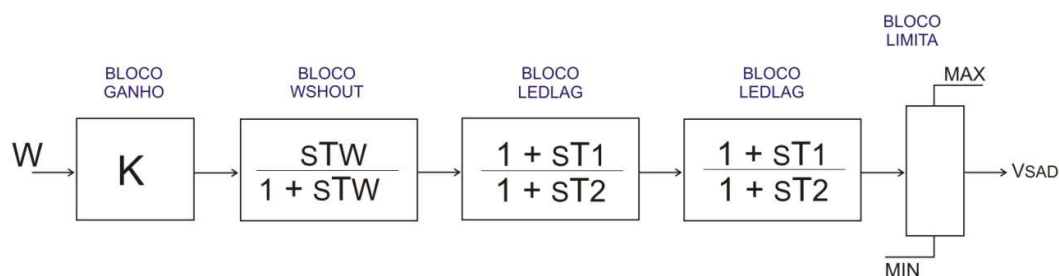 BLOCO
GANHO
BLOCO
WSHOUT
BLOCO
LEDLAG
BLOCO
LEDLAG
BLOCO
LIMITA
MAX
W
K
sTW
1 + sTW
1 + sT1
1 + sT2
1 + sT1
1 + sT2
VSAD
MIN